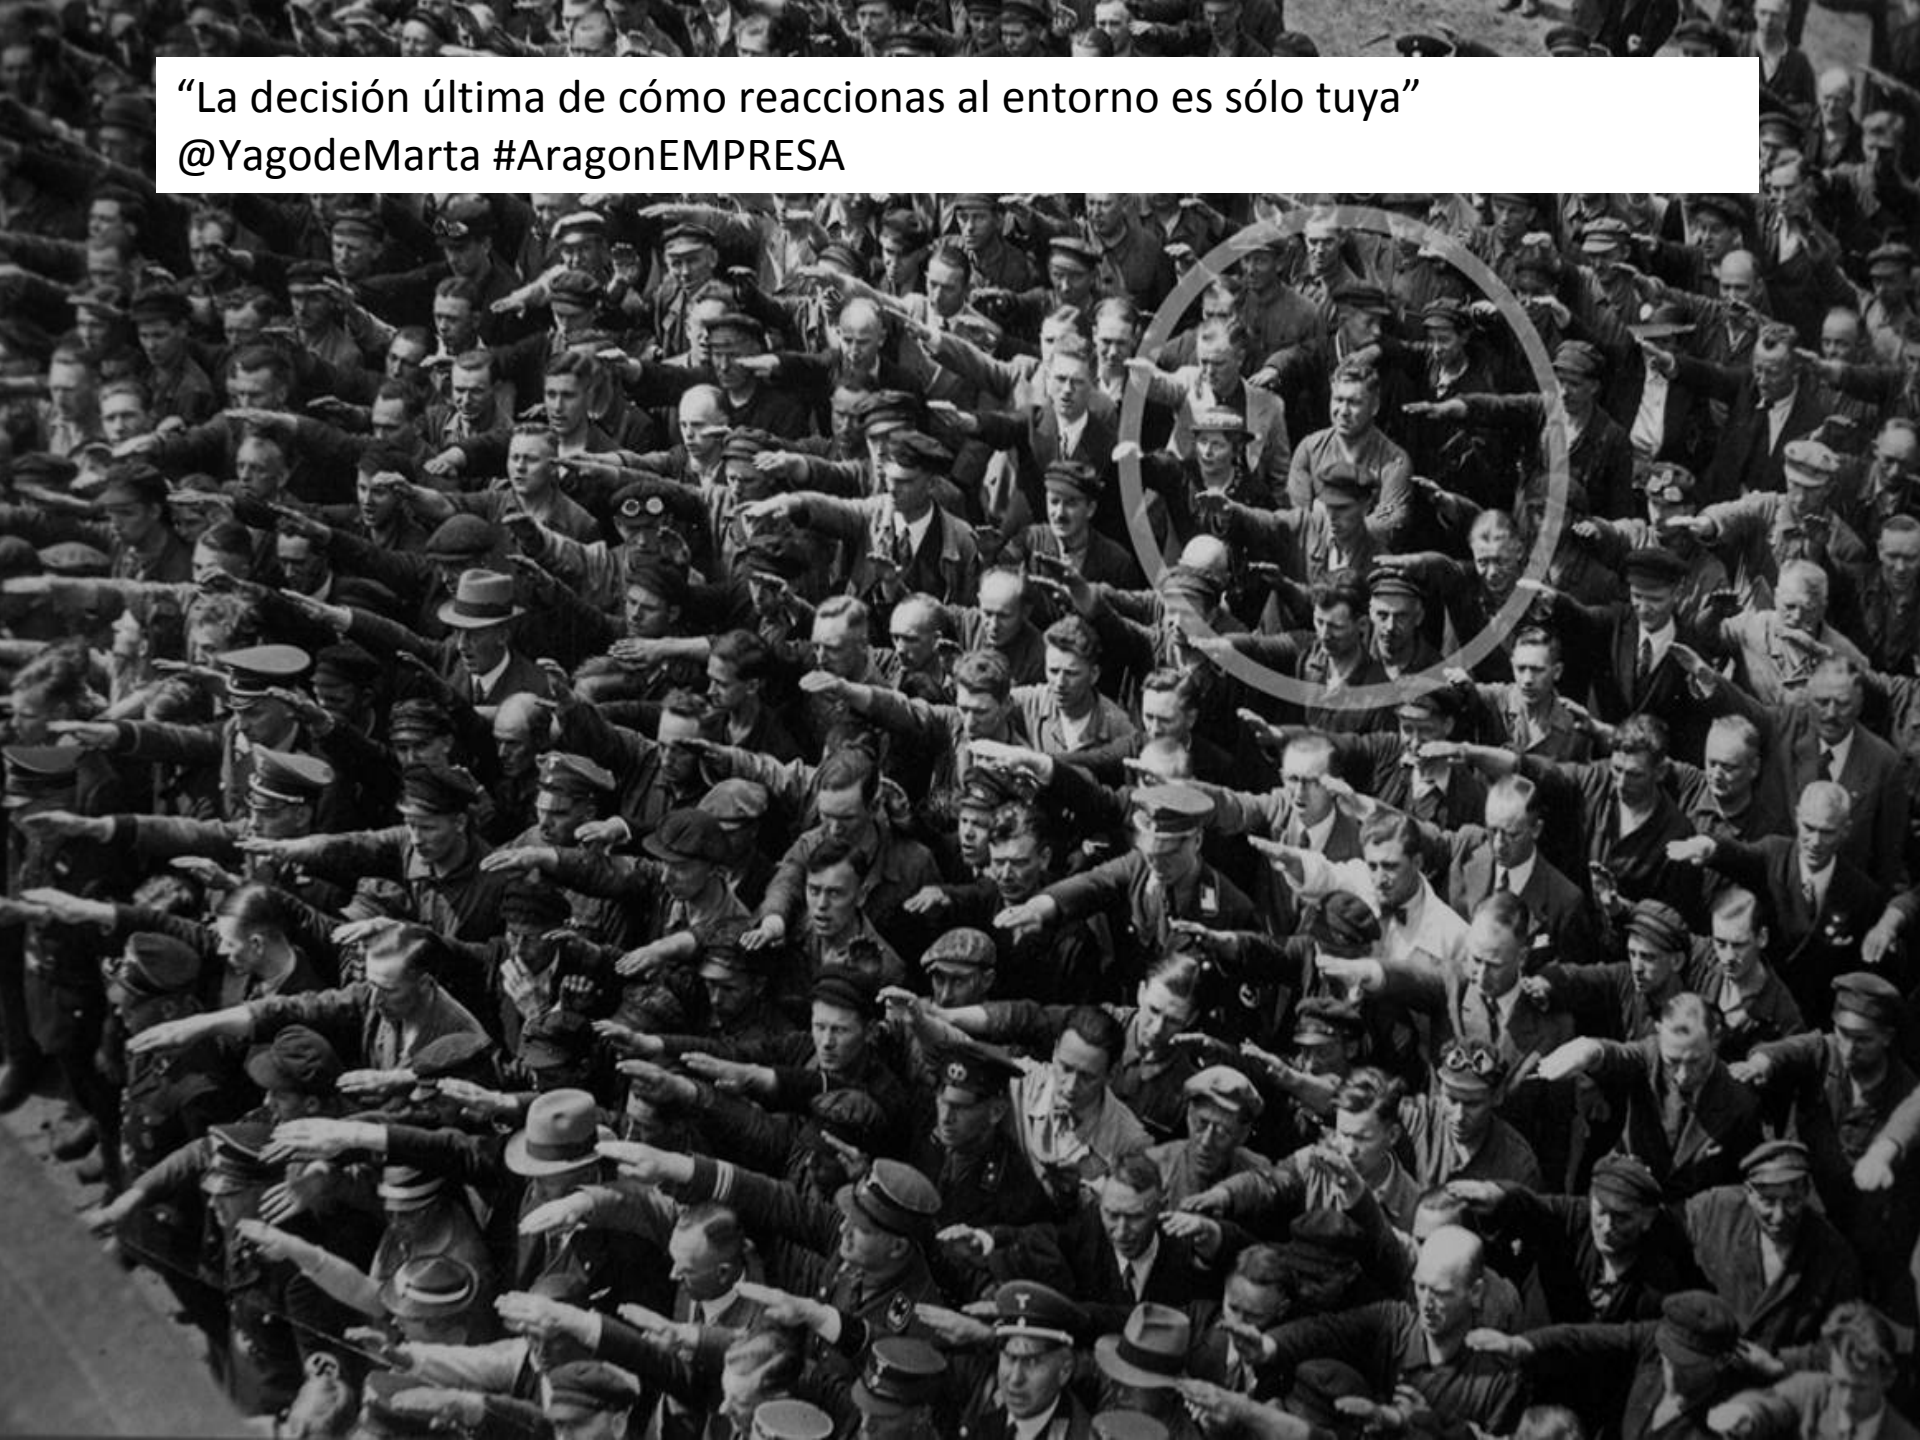 “La decisión última de cómo reaccionas al entorno es sólo tuya”
@YagodeMarta #AragonEMPRESA